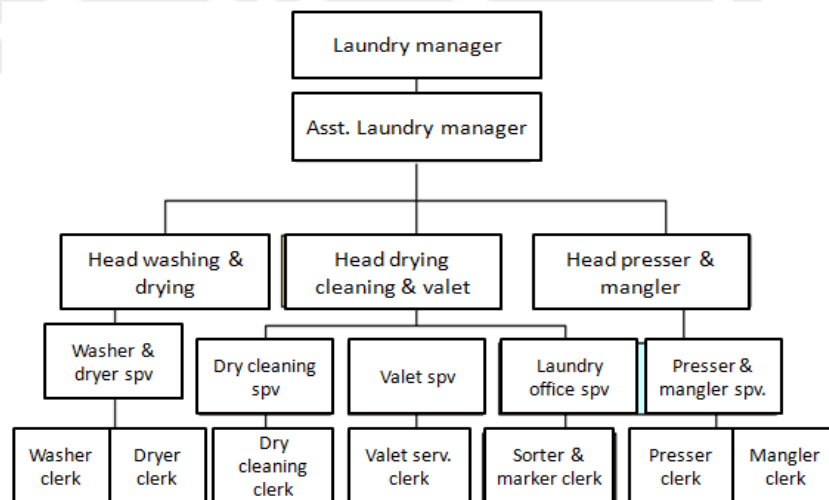 Laundry manager
Asst. Laundry manager
Head washing &
drying
Head drying
cleaning & valet
Head presser &
mangler
Washer &
dryer spv
Dry cleaning
spv
Valet spv
Laundry
office spv
Presser &
mangler spv.
Washer
clerk
Dryer
clerk
Dry
cleaning
clerk
Valet serv.
clerk
Sorter &
marker clerk
Presser
clerk
Mangler
clerk